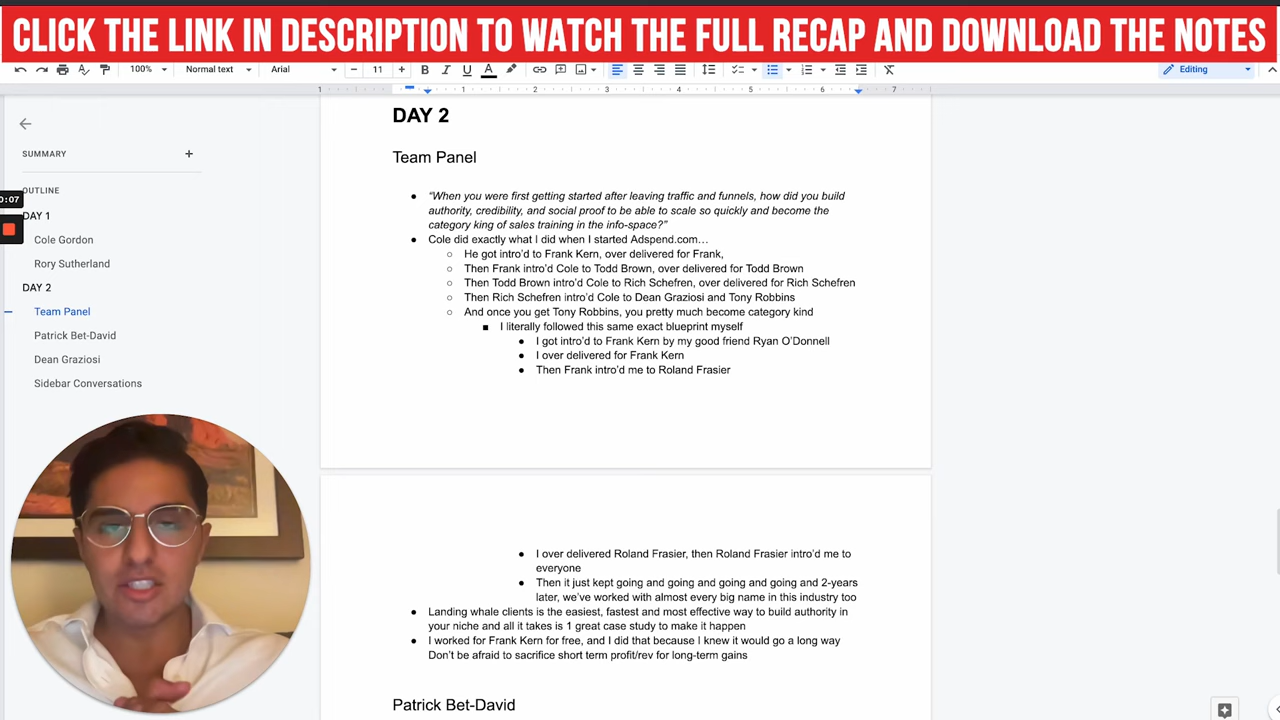 CLICK THE LINK IN DESCRIPTION TO WATCH THE FULL RECAP AND DOWNLOAD THE NOTES
100% Normal text Arial 11 B I U A Editing
1 1 2 3 4 5 6 7
SUMMARY
OUTLINE
0:07
DAY 1
Cole Gordon
Rory Sutherland
DAY 2
Team Panel
Patrick Bet-David
Dean Graziosi
Sidebar Conversations
DAY 2
Team Panel
“When you were first getting started after leaving traffic and funnels, how did you build
authority, credibility, and social proof to be able to scale so quickly and become the
category king of sales training in the info-space?”
Cole did exactly what I did when I started Adspend.com…
He got intro’d to Frank Kern, over delivered for Frank,
Then Frank intro’d Cole to Todd Brown, over delivered for Todd Brown
Then Todd Brown intro’d Cole to Rich Schefren, over delivered for Rich Schefren
Then Rich Schefren intro’d Cole to Dean Graziosi and Tony Robbins
And once you get Tony Robbins, you pretty much become category kind
I literally followed this same exact blueprint myself
I got intro’d to Frank Kern by my good friend Ryan O’Donnell
I over delivered for Frank Kern
Then Frank intro’d me to Roland Frasier
I over delivered Roland Frasier, then Roland Frasier intro’d me to
everyone
Then it just kept going and going and going and going and 2-years
later, we’ve worked with almost every big name in this industry too
Landing whale clients is the easiest, fastest and most effective way to build authority in
your niche and all it takes is 1 great case study to make it happen
I worked for Frank Kern for free, and I did that because I knew it would go a long way
Don’t be afraid to sacrifice short term profit/rev for long-term gains
Patrick Bet-David